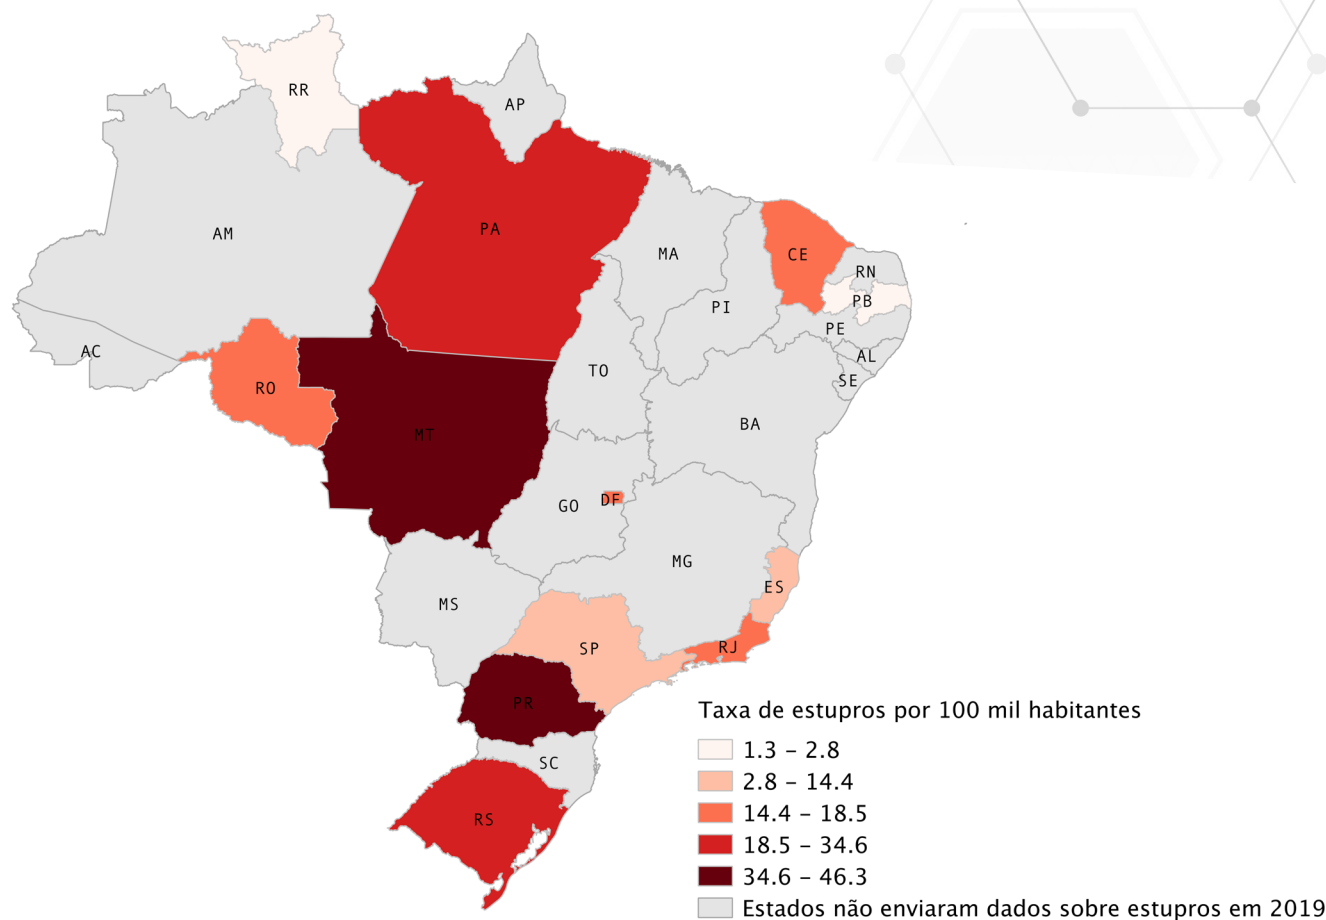 RR
AP
AM
PA
MA
CE
RN
PB
PI
PE
AC
AL
TO
SE
RO
BA
MT
DF
GO
MG
ES
MS
SP
RJ
PR
SC
RS
Taxa de estupros por 100 mil habitantes
1.3 – 2.8
2.8 – 14.4
14.4 – 18.5
18.5 – 34.6
34.6 – 46.3
Estados não enviaram dados sobre estupros em 2019